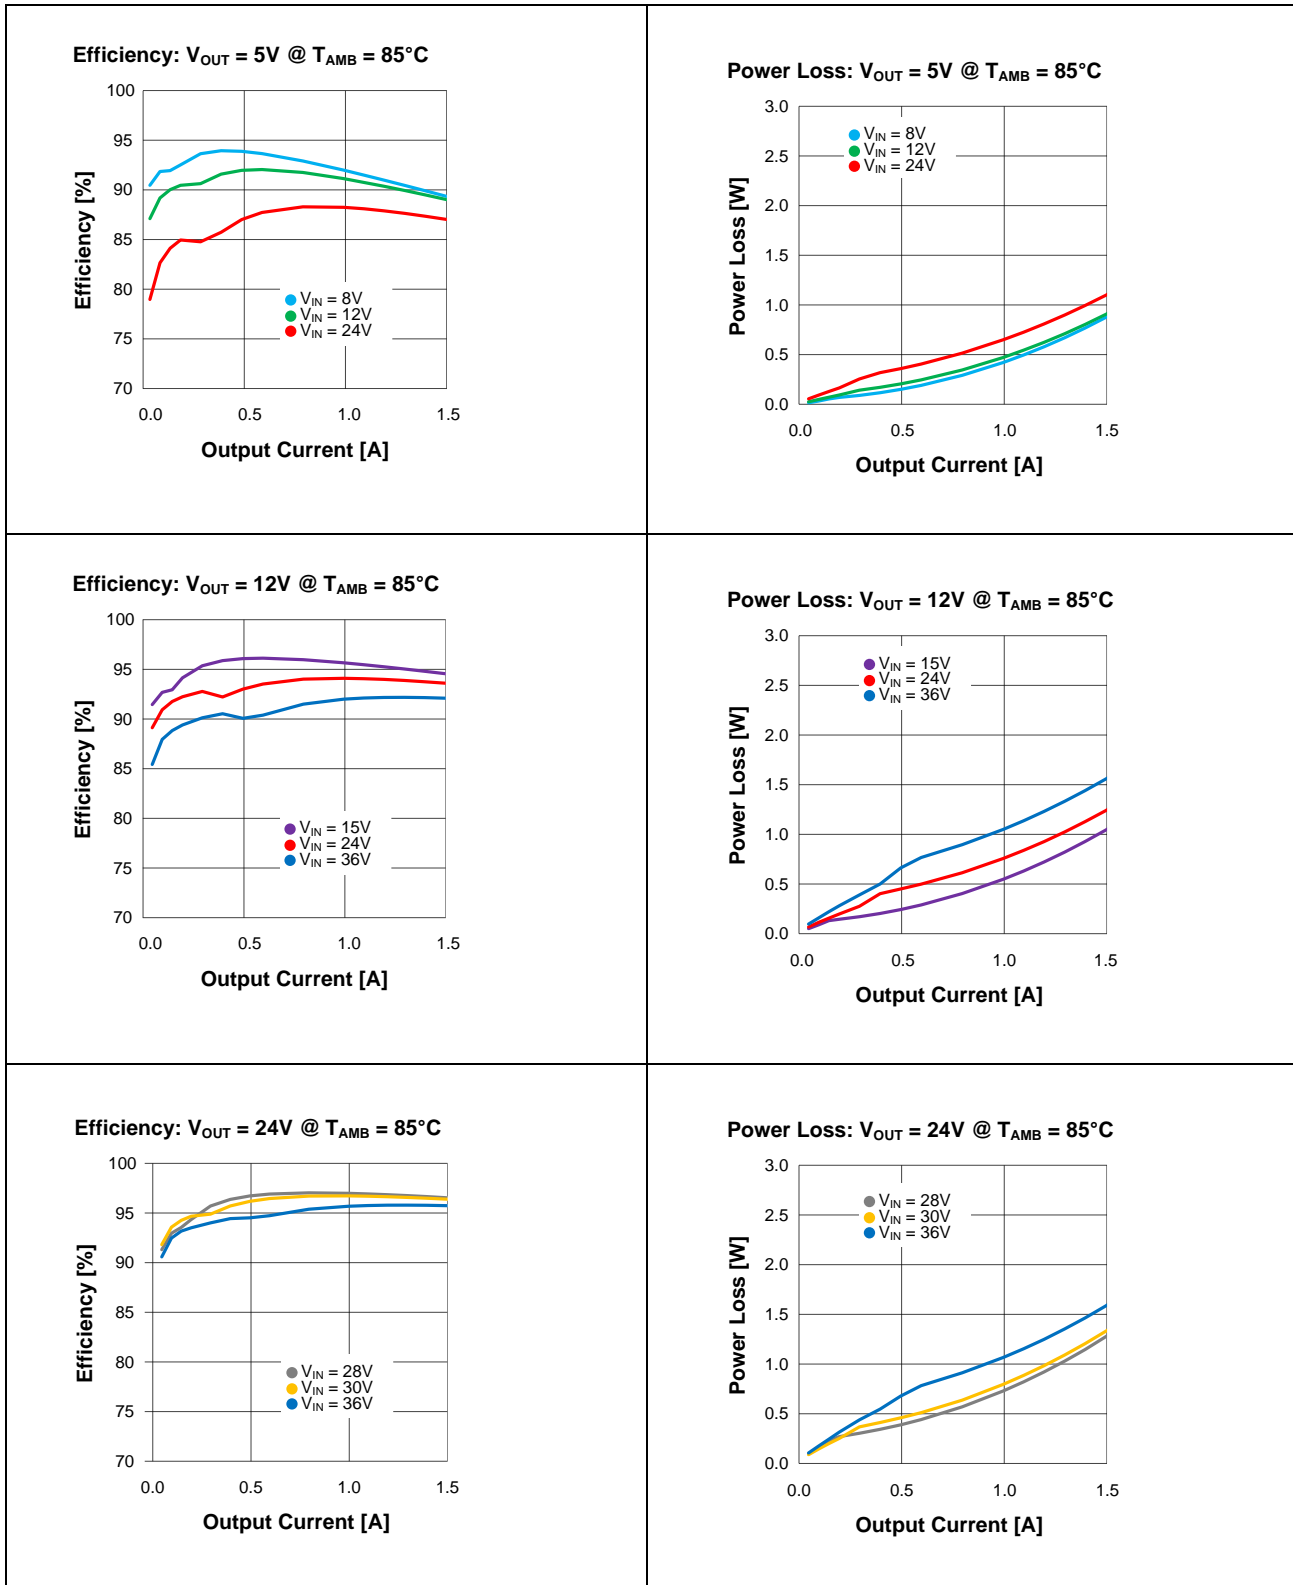 Efficiency: VOUT = 5V @ TAMB = 85°C
100
95
90
85
80
75
70
Efficiency [%]
VIN = 8V
VIN = 12V
VIN = 24V
0.0 0.5 1.0 1.5
Output Current [A]
Power Loss: VOUT = 5V @ TAMB = 85°C
3.0
2.5
2.0
1.5
1.0
0.5
0.0
Power Loss [W]
VIN = 8V
VIN = 12V
VIN = 24V
0.0 0.5 1.0 1.5
Output Current [A]
Efficiency: VOUT = 12V @ TAMB = 85°C
100
95
90
85
80
75
70
Efficiency [%]
VIN = 15V
VIN = 24V
VIN = 36V
0.0 0.5 1.0 1.5
Output Current [A]
Power Loss: VOUT = 12V @ TAMB = 85°C
3.0
2.5
2.0
1.5
1.0
0.5
0.0
Power Loss [W]
VIN = 15V
VIN = 24V
VIN = 36V
0.0 0.5 1.0 1.5
Output Current [A]
Efficiency: VOUT = 24V @ TAMB = 85°C
100
95
90
85
80
75
70
Efficiency [%]
VIN = 28V
VIN = 30V
VIN = 36V
0.0 0.5 1.0 1.5
Output Current [A]
Power Loss: VOUT = 24V @ TAMB = 85°C
3.0
2.5
2.0
1.5
1.0
0.5
0.0
Power Loss [W]
VIN = 28V
VIN = 30V
VIN = 36V
0.0 0.5 1.0 1.5
Output Current [A]